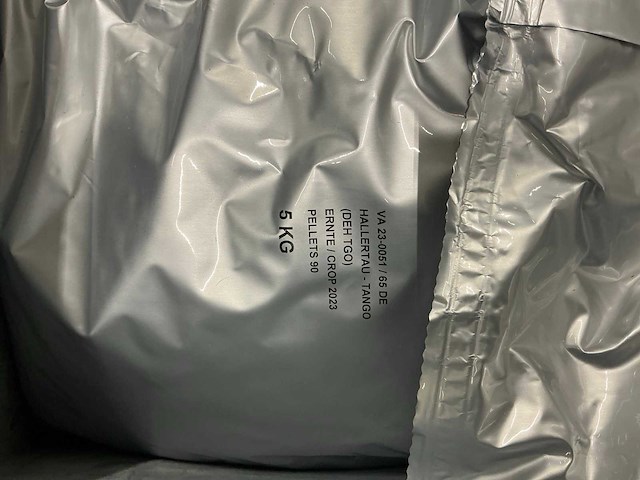 VA 23-0051 / 65 DE
HALLERTAU - TANGO
(DEH TGO)
ERNTE / CROP 2023
PELLETS 90
5 KG